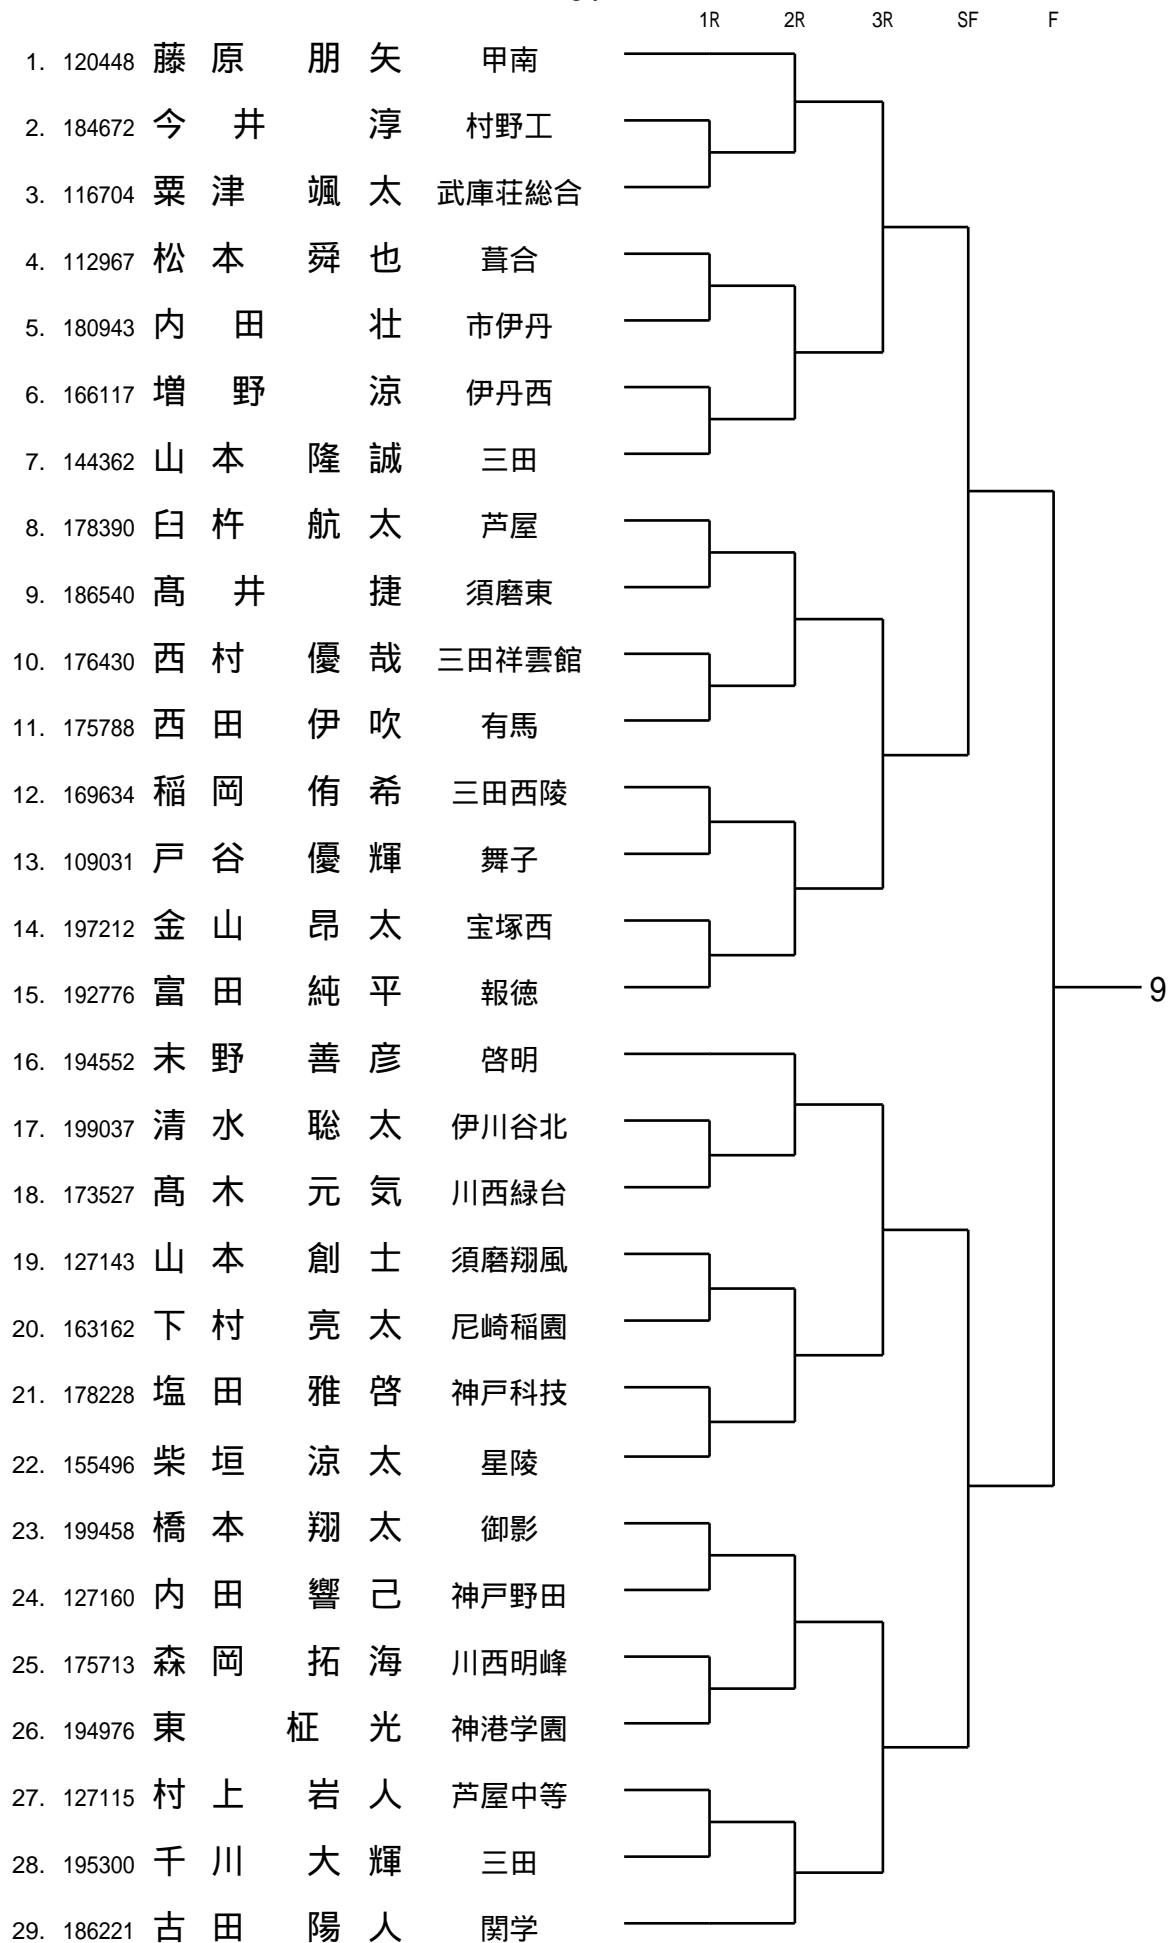 1R 2R 3R SF F
1. 120448 藤原 朋矢 甲南
2. 184672 今井 淳 村野工
3. 116704 粟津 颯太 武庫荘総合
4. 112967 松本 舜也 葺合
5. 180943 内田 壮 市伊丹
6. 166117 増野 涼 伊丹西
7. 144362 山本 隆誠 三田
8. 178390 臼杵 航太 芦屋
9. 186540 髙井 捷 須磨東
10. 176430 西村 優哉 三田祥雲館
11. 175788 西田 伊吹 有馬
12. 169634 稲岡 侑希 三田西陵
13. 109031 戸谷 優輝 舞子
14. 197212 金山 昂太 宝塚西
15. 192776 富田 純平 報徳
9
16. 194552 末野 善彦 啓明
17. 199037 清水 聡太 伊川谷北
18. 173527 髙木 元気 川西緑台
19. 127143 山本 創士 須磨翔風
20. 163162 下村 亮太 尼崎稲園
21. 178228 塩田 雅啓 神戸科技
22. 155496 柴垣 涼太 星陵
23. 199458 橋本 翔太 御影
24. 127160 内田 響己 神戸野田
25. 175713 森岡 拓海 川西明峰
26. 194976 東 柾光 神港学園
27. 127115 村上 岩人 芦屋中等
28. 195300 千川 大輝 三田
29. 186221 古田 陽人 関学